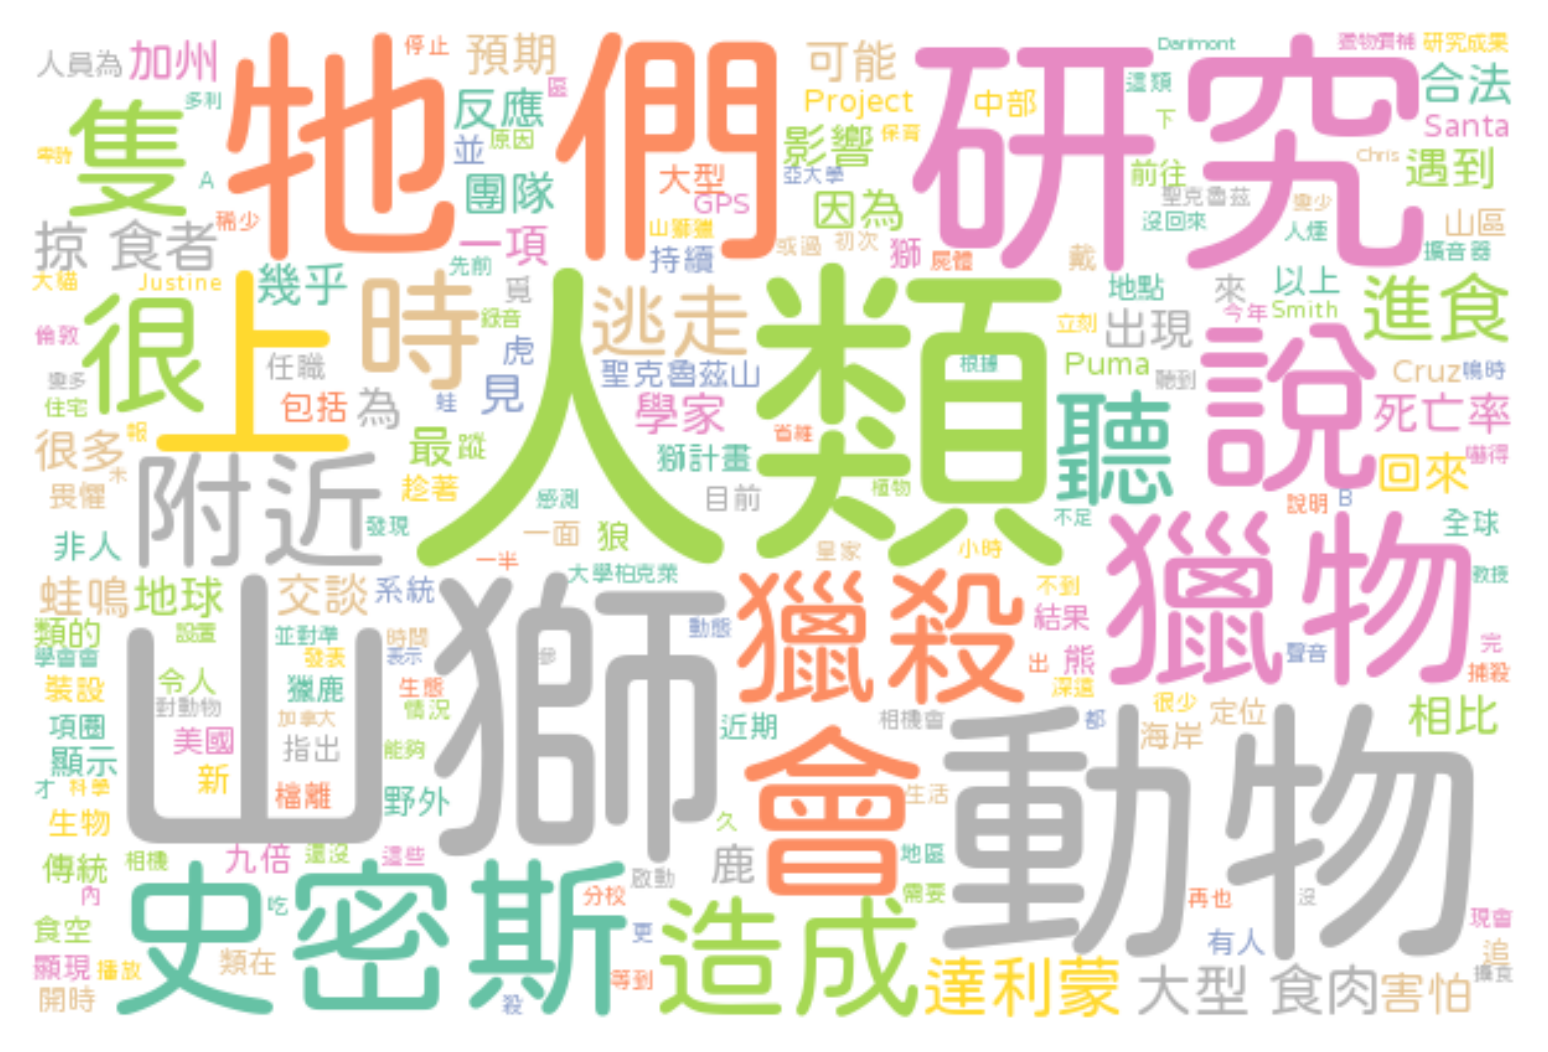 人員為 加州 牠們 停止 預期 可能 研究 Darimont 研究成果
多利 反應 區 Project 中部 這類 合法
隻 並 原因 影響 保育 下 Santa
A 團隊 大型 亞大學 前往 Chris 遇到
GPS 因為 聖克魯茲 變少
掠 食者 稀少 一項 山獅獵 或過 初次 沒回來 人煙 山區
先前 持續 獅 屍體 戴 擴音器
大貓 Justine 幾乎 覓 地點 來 以上
很 上 時 錄音 逃走 人類 立刻 出現 今年 Smith 進食
倫敦 虎 說
任職 聖克魯茲山 根據 Puma 聽到 Cruz 鳴時
變多 包括 為 蛙 見
住宅 學家 聽 死亡率
報 省維
很多 最 蹤 獅計畫 回來 嚇得
木 趁著 植物
畏懼 附近 感測 目前 不足 說明 B
發現 一面 狼 全球
非人 一半 皇家 小時 獵物
大學柏克萊 教授
蛙鳴 地球 交談 系統 山獅 獵殺 不到
類的 設置 並對準 時間 動態 結果
學會會 發表 表示 參 出 熊 聲音 完
裝設 令人 獵鹿 生態 深遠 捕殺
對動物 情況 很少
項圈 加拿大 近期 相機會 都 定位 相比
美國 指出 能夠 會 動物 海岸
顯示
新
才 科學 檔離 野外 生活
生物 久
傳統 相機 九倍 還沒 這些 鹿 地區
內 史密斯 啟動 分校 需要 再也 沒
吃 造成
食空 更 有人 現會
顯現 播放 類在 等到 達利蒙 大型 食肉 害怕 追
開時 殺